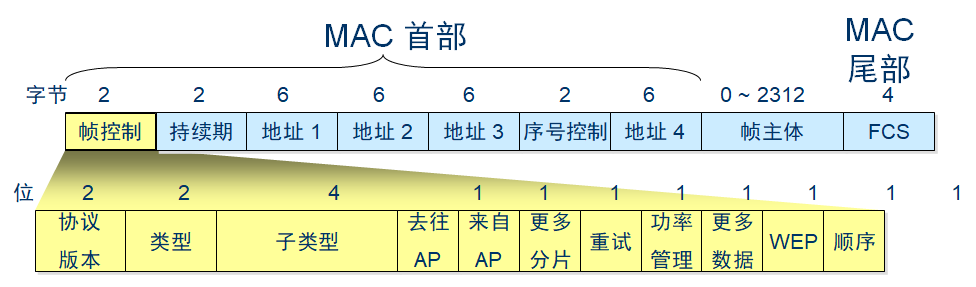 MAC 首部
MAC
尾部
字节 2 2 6 6 6 2 6 0 ~ 2312 4
帧控制 持续期 地址 1 地址 2 地址 3 序号控制 地址 4 帧主体 FCS
位 2 2 4 1 1 1 1 1 1 1 1
协议 去往 来自 更多 功率 更多
类型 子类型 重试 WEP 顺序
版本 AP AP 分片 管理 数据